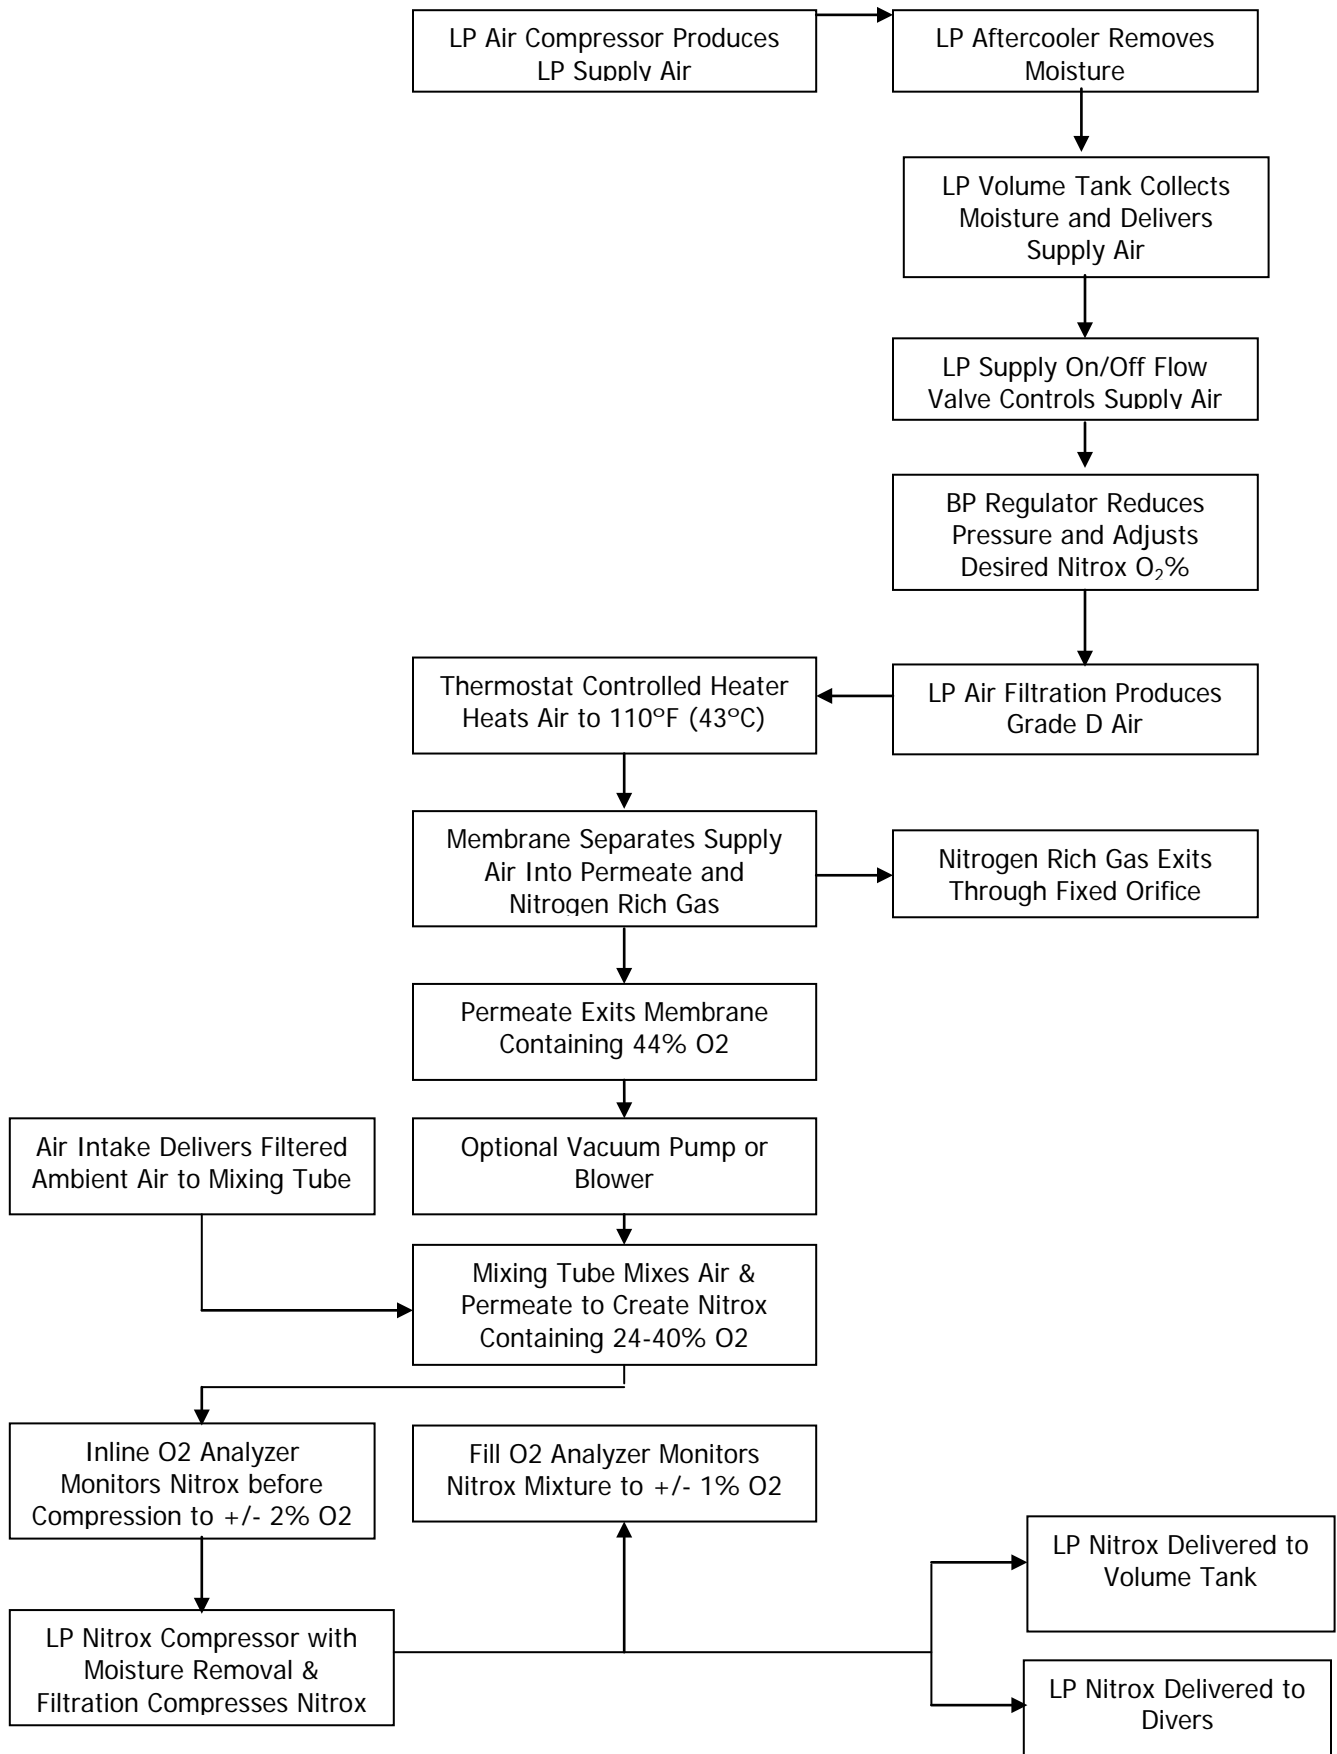 LP Air Compressor Produces
LP Supply Air
LP Aftercooler Removes
Moisture
LP Volume Tank Collects
Moisture and Delivers
Supply Air
LP Supply On/Off Flow
Valve Controls Supply Air
BP Regulator Reduces
Pressure and Adjusts
Desired Nitrox O₂%
LP Air Filtration Produces
Grade D Air
Thermostat Controlled Heater
Heats Air to 110ºF (43ºC)
Membrane Separates Supply
Air Into Permeate and
Nitrogen Rich Gas
Nitrogen Rich Gas Exits
Through Fixed Orifice
Permeate Exits Membrane
Containing 44% O2
Optional Vacuum Pump or
Blower
Air Intake Delivers Filtered
Ambient Air to Mixing Tube
Mixing Tube Mixes Air &
Permeate to Create Nitrox
Containing 24-40% O2
Inline O2 Analyzer
Monitors Nitrox before
Compression to +/- 2% O2
Fill O2 Analyzer Monitors
Nitrox Mixture to +/- 1% O2
LP Nitrox Compressor with
Moisture Removal &
Filtration Compresses Nitrox
LP Nitrox Delivered to
Volume Tank
LP Nitrox Delivered to
Divers